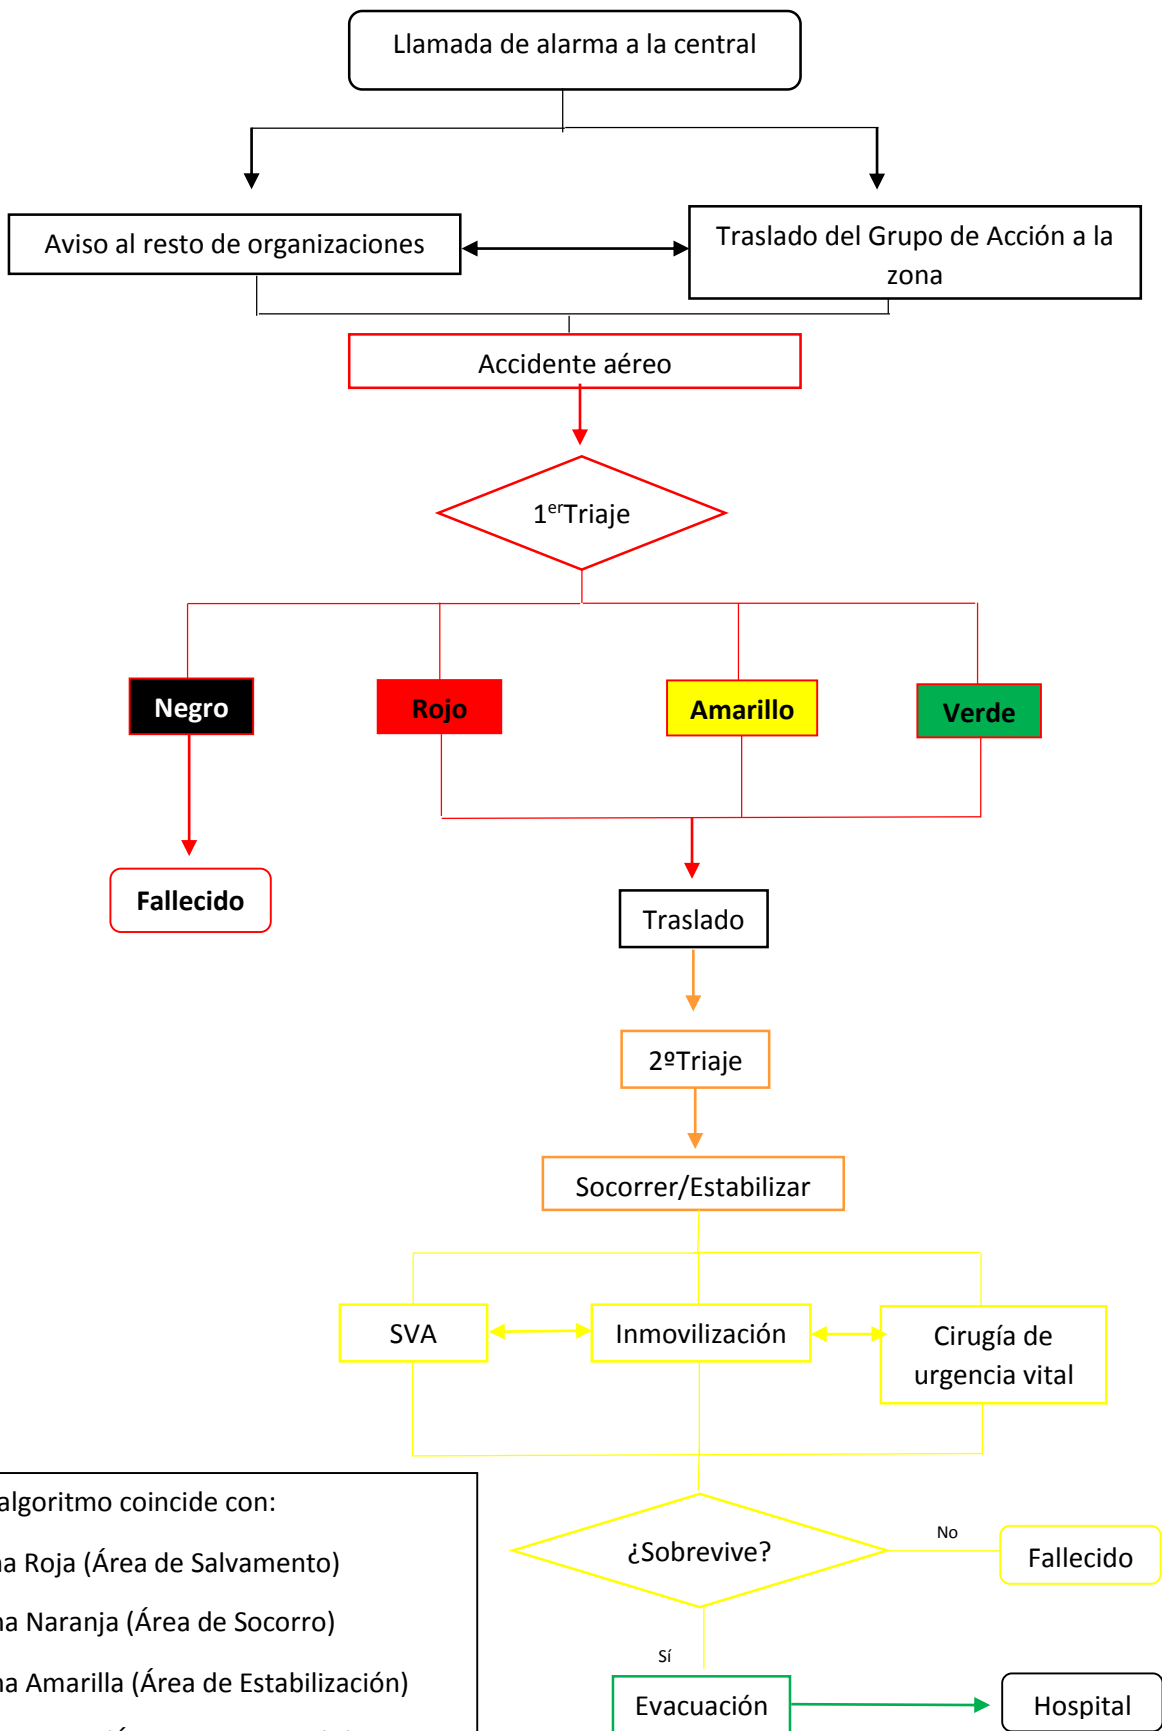 Llamada de alarma a la central
Aviso al resto de organizaciones
Traslado del Grupo de Acción a la
zona
Accidente aéreo
1erTriaje
Negro
Rojo
Amarillo
Verde
Fallecido
Traslado
2ºTriaje
Socorrer/Estabilizar
SVA
Inmovilización
Cirugía de
urgencia vital
algoritmo coincide con:
na Roja (Área de Salvamento)
na Naranja (Área de Socorro)
na Amarilla (Área de Estabilización)
¿Sobrevive?
No
Fallecido
Sí
Evacuación
Hospital